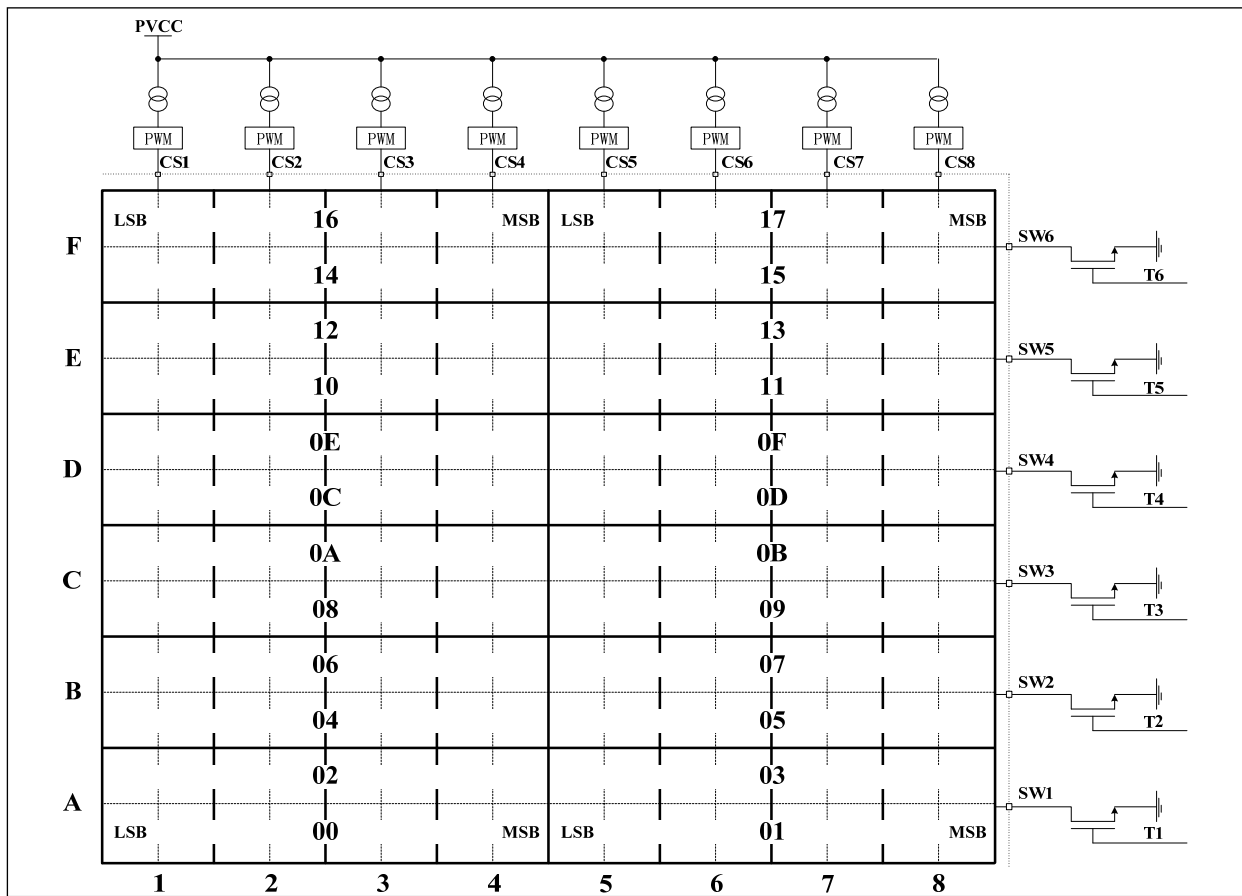 PVCC
PWM PWM PWM PWM PWM PWM PWM PWM
CS1 CS2 CS3 CS4 CS5 CS6 CS7 CS8
LSB 16 MSB LSB 17 MSB
F SW6
14 15 T6
12 13
E SW5
10 11 T5
0E 0F
D SW4
0C 0D T4
0A 0B
C SW3
08 09 T3
06 07
B SW2
04 05 T2
02 03
A SW1
LSB 00 MSB LSB 01 MSB T1
1 2 3 4 5 6 7 8